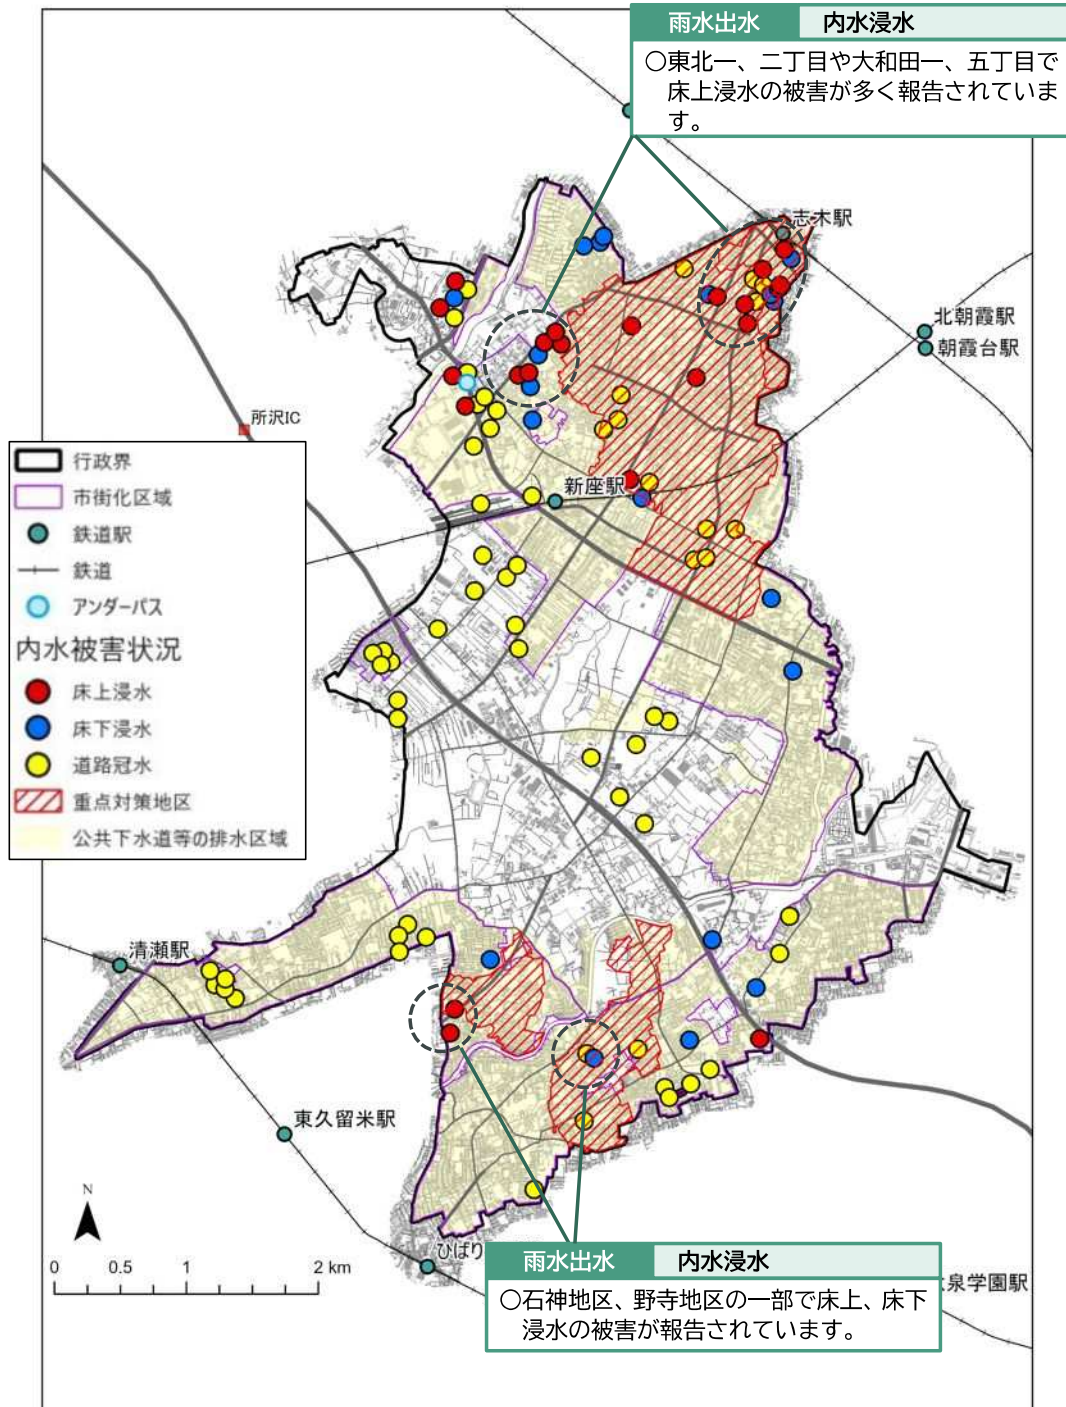 雨水出水 内水浸水
○東北一、二丁目や大和田一、五丁目で
床上浸水の被害が多く報告されていま
す。
志木駅
北朝霞駅
朝霞台駅
所沢IC
行政界
市街化区域
鉄道駅
鉄道
アンダーパス
内水被害状況
床上浸水
床下浸水
道路冠水
重点対策地区
公共下水道等の排水区域
新座駅
清瀬駅
東久留米駅
N
0 0.5 1 2 km
ひばり
泉学園駅
雨水出水 内水浸水
○石神地区、野寺地区の一部で床上、床下
浸水の被害が報告されています。